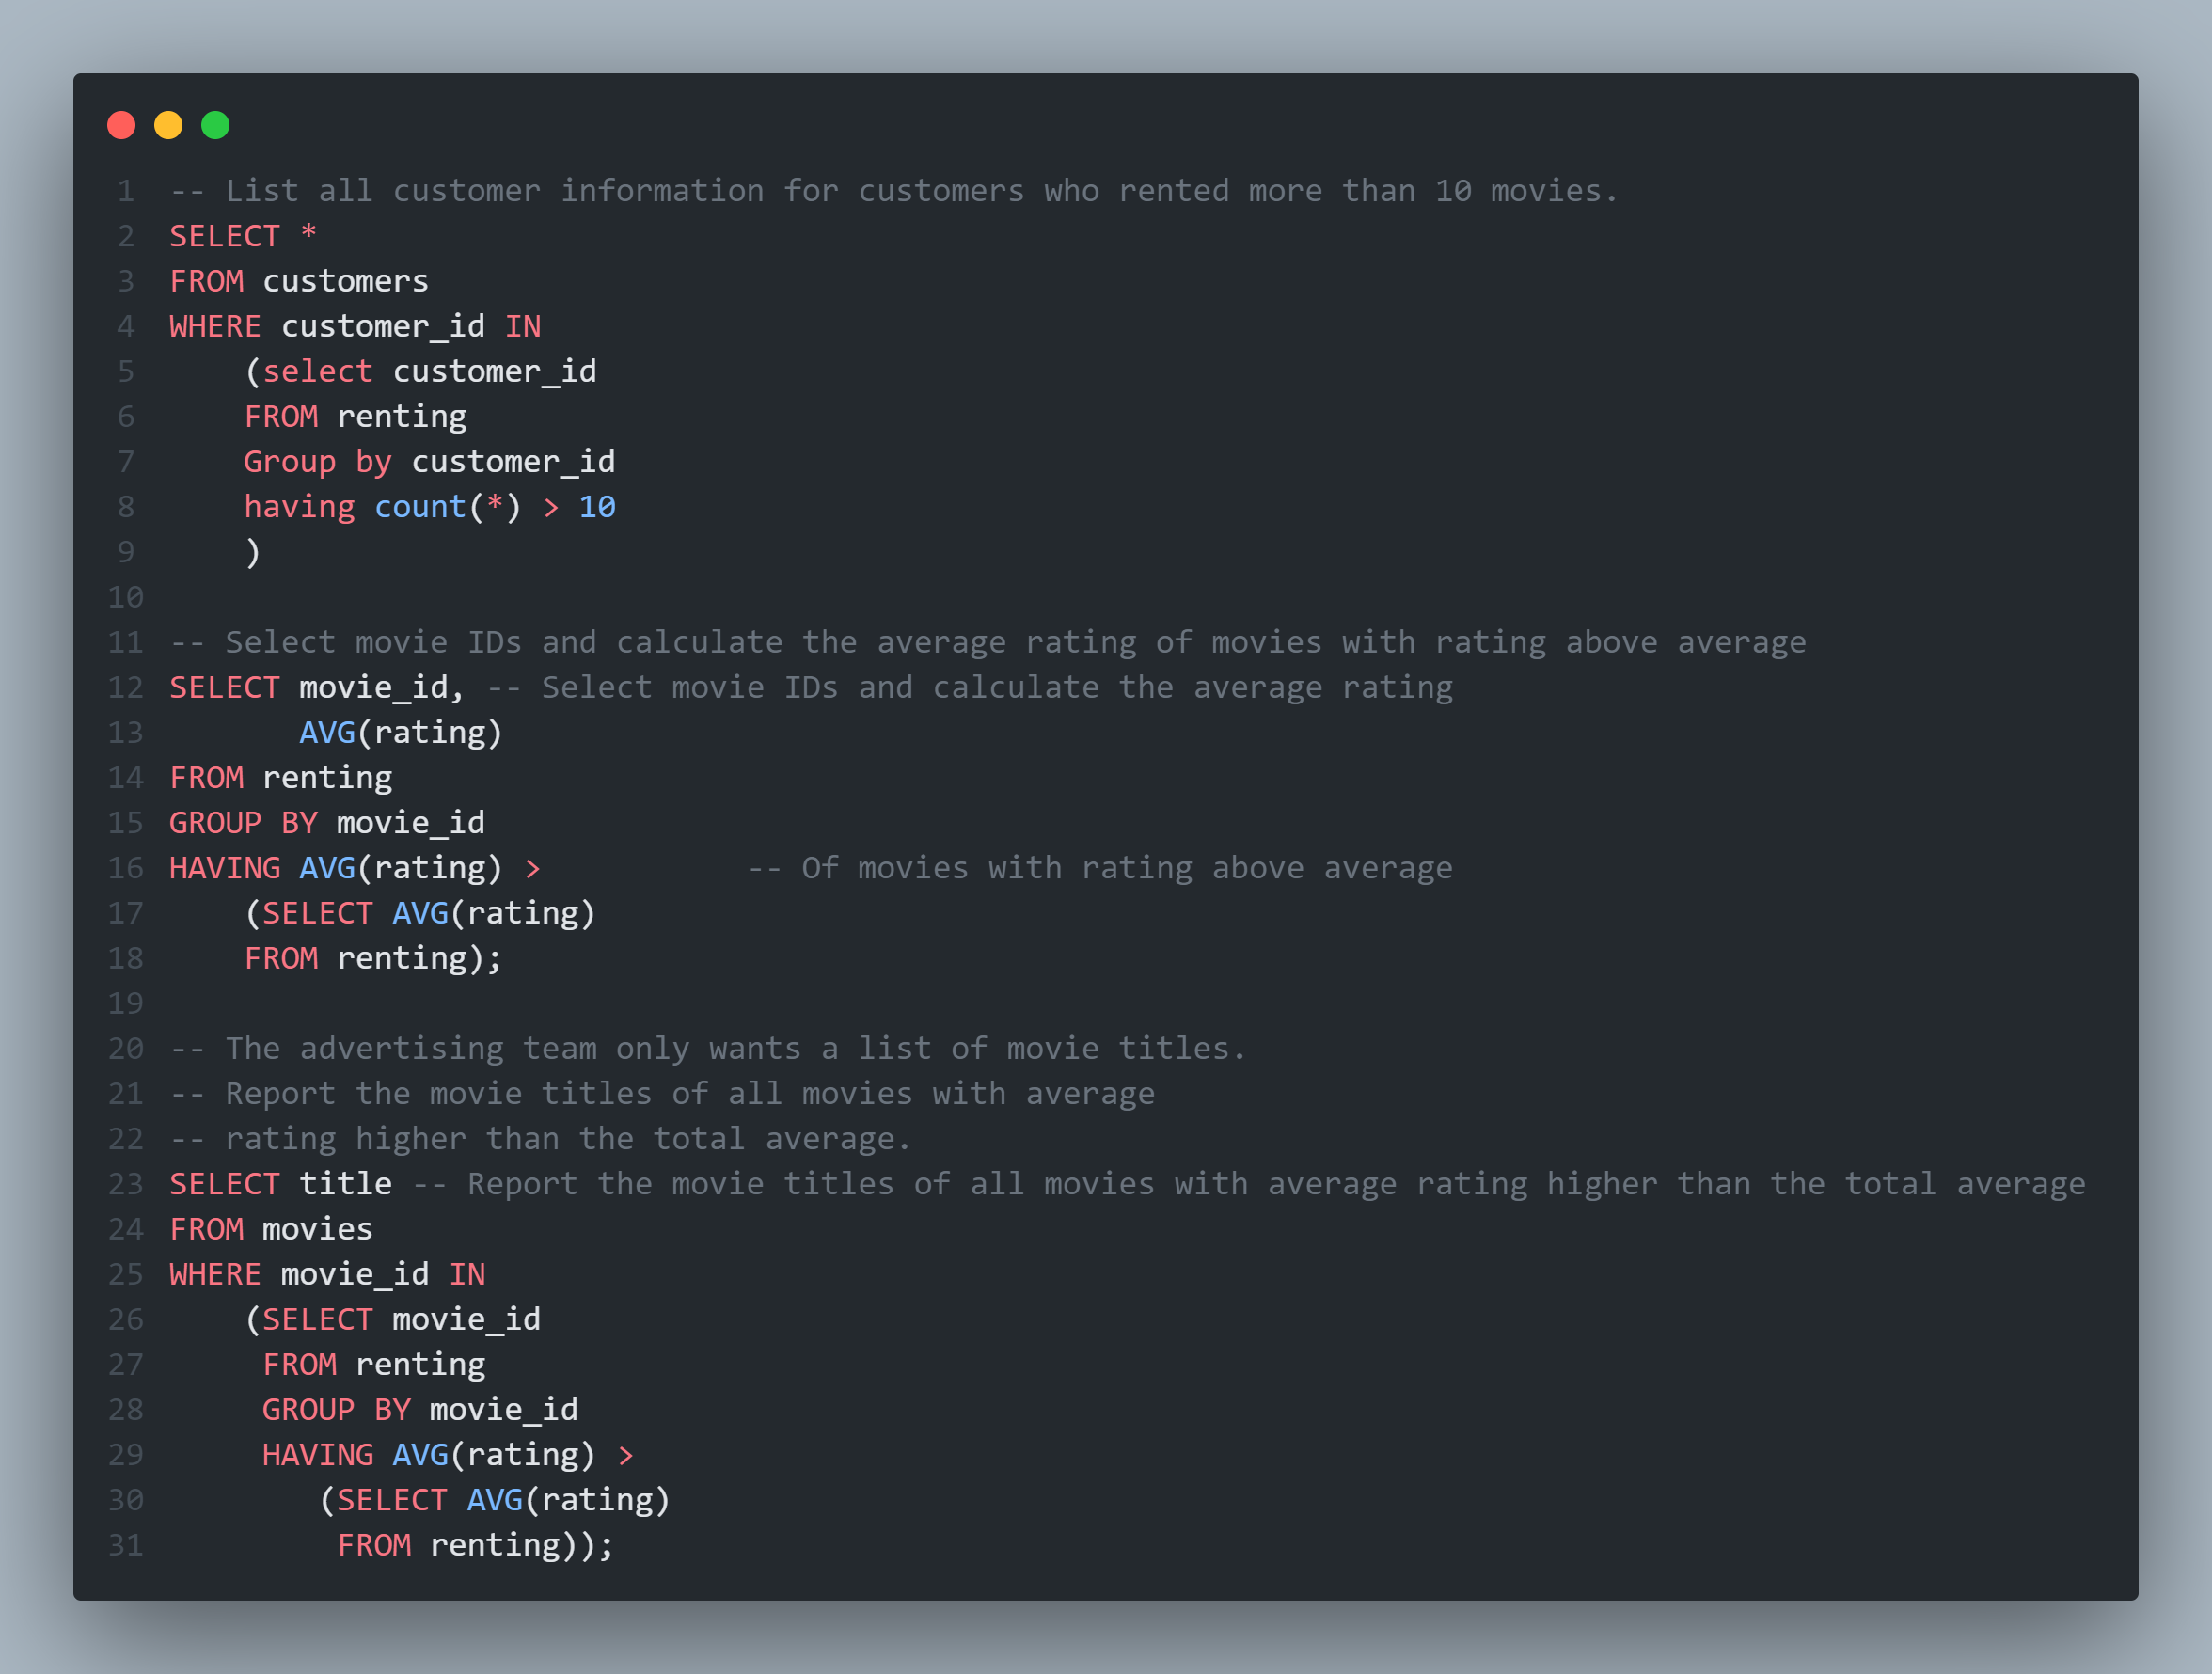 1 -- List all customer information for customers who rented more than 10 movies.
2 SELECT *
3 FROM customers
4 WHERE customer_id IN
5     (select customer_id
6     FROM renting
7     Group by customer_id
8     having count(*) > 10
9     )
10
11 -- Select movie IDs and calculate the average rating of movies with rating above average
12 SELECT movie_id, -- Select movie IDs and calculate the average rating
13        AVG(rating)
14 FROM renting
15 GROUP BY movie_id
16 HAVING AVG(rating) >           -- Of movies with rating above average
17     (SELECT AVG(rating)
18     FROM renting);
19
20 -- The advertising team only wants a list of movie titles.
21 -- Report the movie titles of all movies with average
22 -- rating higher than the total average.
23 SELECT title -- Report the movie titles of all movies with average rating higher than the total average
24 FROM movies
25 WHERE movie_id IN
26     (SELECT movie_id
27      FROM renting
28      GROUP BY movie_id
29      HAVING AVG(rating) >
30         (SELECT AVG(rating)
31          FROM renting));